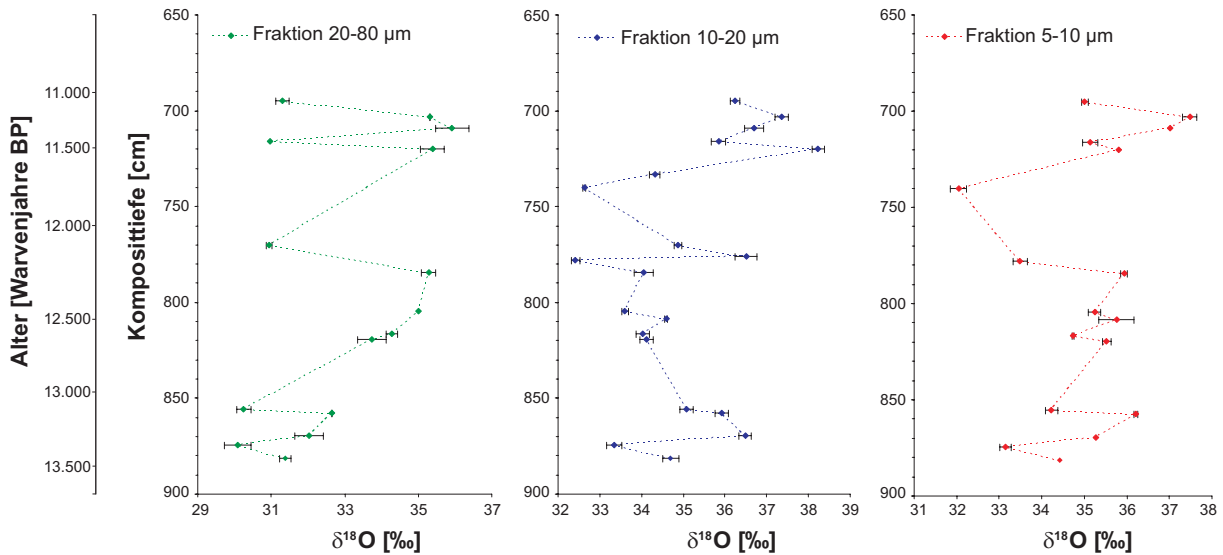 Alter [Warvenjahre BP]
11.000
11.500
12.000
12.500
13.000
13.500
Komposittiefe [cm]
650
700
750
800
850
900
Fraktion 20-80 µm
29 31 33 35 37
δ¹⁸O [‰]
650
700
750
800
850
900
Fraktion 10-20 µm
32 33 34 35 36 37 38 39
δ¹⁸O [‰]
650
700
750
800
850
900
Fraktion 5-10 µm
31 32 33 34 35 36 37 38
δ¹⁸O [‰]